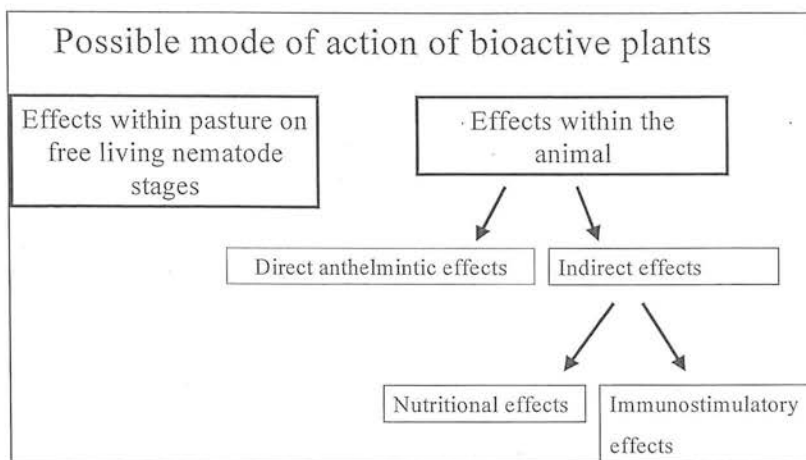 Possible mode of action of bioactive plants
Effects within pasture on
free living nematode
stages
Effects within the
animal
Direct anthelmintic effects
Indirect effects
Nutritional effects
Immunostimulatory
effects